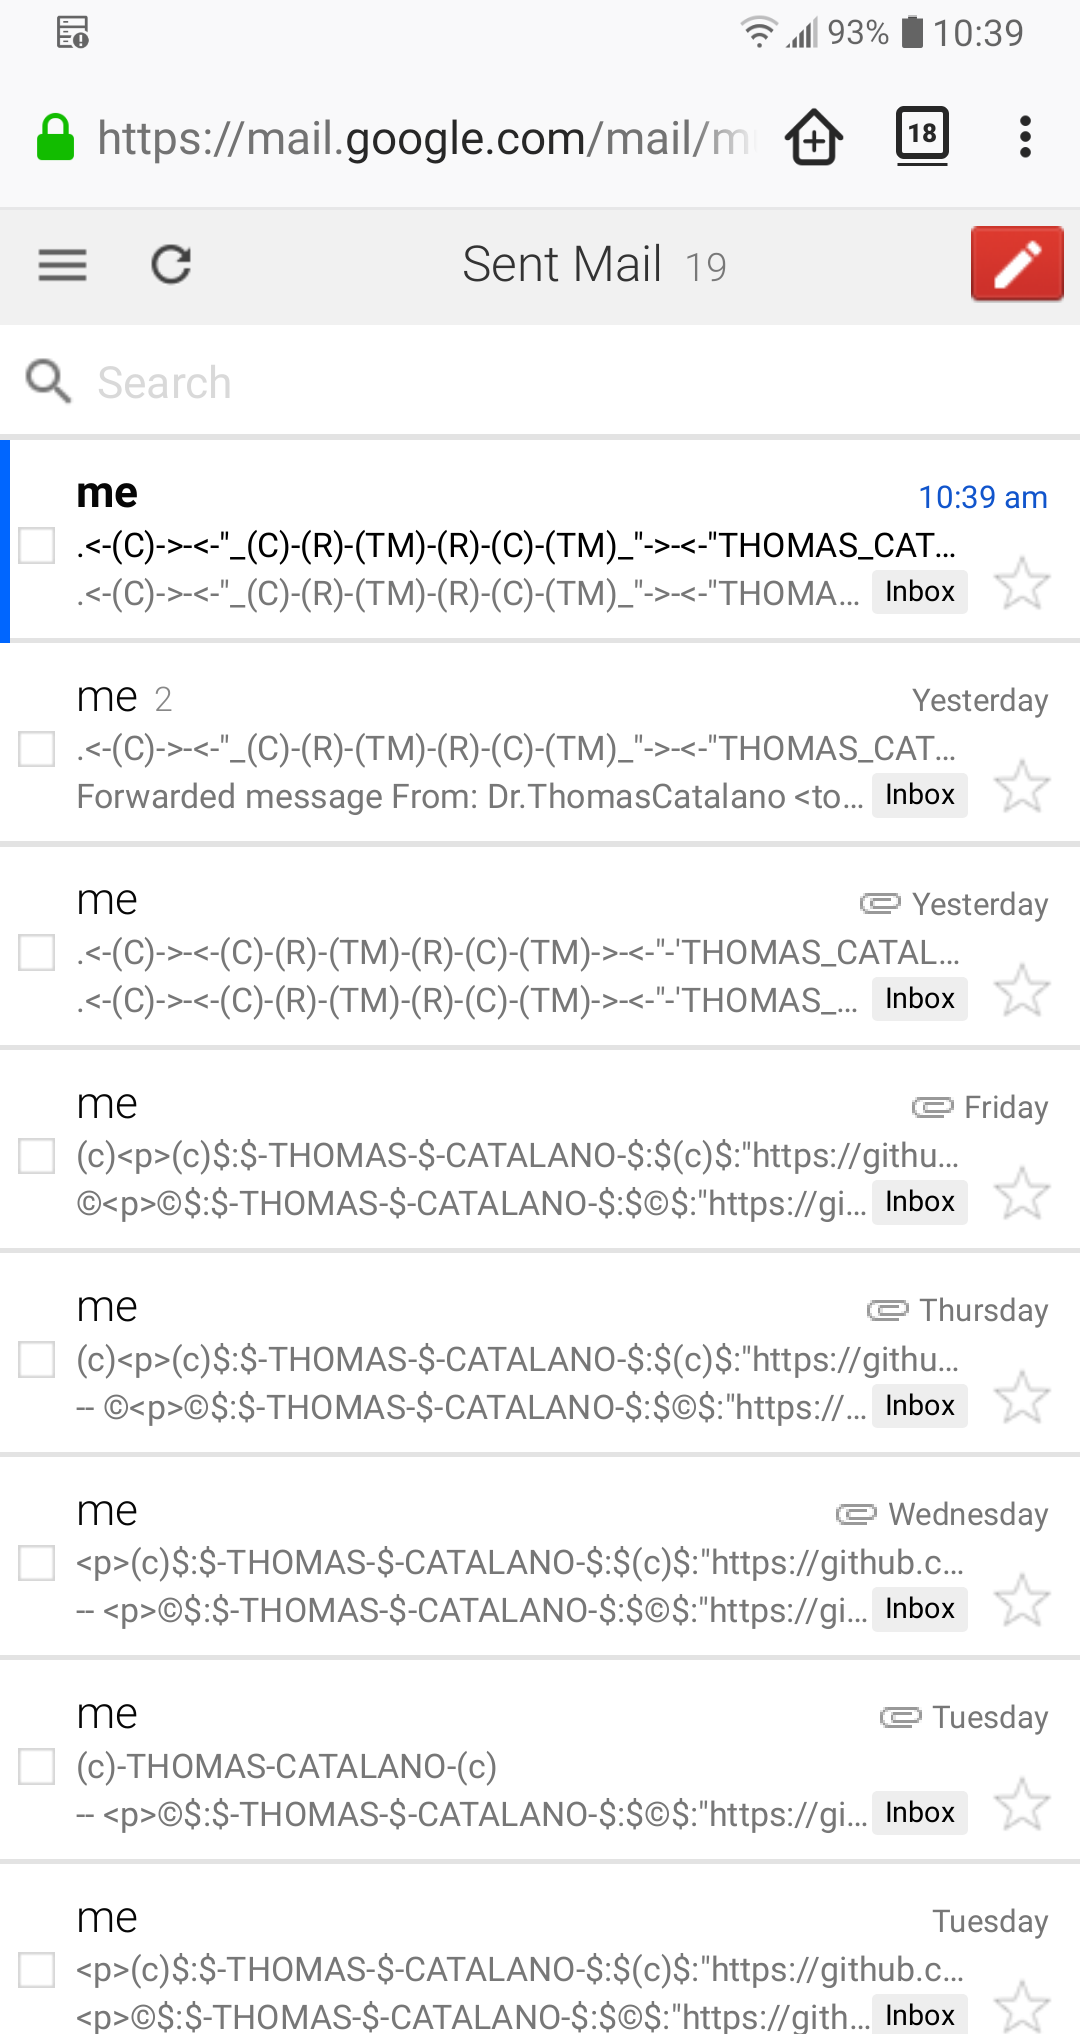 93% 10:39
https://mail.google.com/mail/m
18
Sent Mail 19
Search
me
10:39 am
.<-(C)->-<-"_(C)-(R)-(TM)-(R)-(C)-(TM)_"->-<-"THOMAS_CAT...
.<-(C)->-<-"_(C)-(R)-(TM)-(R)-(C)-(TM)_"->-<-"THOMA... Inbox
me 2
Yesterday
.<-(C)->-<-"_(C)-(R)-(TM)-(R)-(C)-(TM)_"->-<-"THOMAS_CAT...
Forwarded message From: Dr.ThomasCatalano <to... Inbox
me
Yesterday
.<-(C)->-<-(C)-(R)-(TM)-(R)-(C)-(TM)->-<-"-'THOMAS_CATAL...
.<-(C)->-<-(C)-(R)-(TM)-(R)-(C)-(TM)->-<-"-'THOMAS_... Inbox
me
Friday
(c)<p>(c)$:$-THOMAS-$-CATALANO-$:$(c)$:"https://githu...
©<p>©$:$-THOMAS-$-CATALANO-$:$©$:"https://gi... Inbox
me
Thursday
(c)<p>(c)$:$-THOMAS-$-CATALANO-$:$(c)$:"https://githu...
-- ©<p>©$:$-THOMAS-$-CATALANO-$:$©$:"https://... Inbox
me
Wednesday
<p>(c)$:$-THOMAS-$-CATALANO-$:$(c)$:"https://github.c...
-- <p>©$:$-THOMAS-$-CATALANO-$:$©$:"https://gi... Inbox
me
Tuesday
(c)-THOMAS-CATALANO-(c)
-- <p>©$:$-THOMAS-$-CATALANO-$:$©$:"https://gi... Inbox
me
Tuesday
<p>(c)$:$-THOMAS-$-CATALANO-$:$(c)$:"https://github.c...
<p>©$:$-THOMAS-$-CATALANO-$:$©$:"https://gith... Inbox